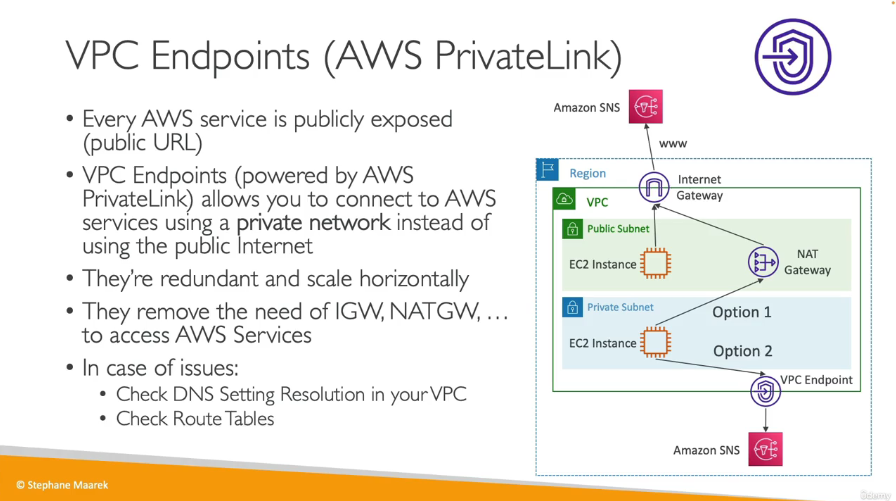 VPC Endpoints (AWS PrivateLink)
• Every AWS service is publicly exposed
(public URL)
• VPC Endpoints (powered by AWS
PrivateLink) allows you to connect to AWS
services using a private network instead of
using the public Internet
• They're redundant and scale horizontally
• They remove the need of IGW, NATGW, …
to access AWS Services
• In case of issues:
• Check DNS Setting Resolution in your VPC
• Check Route Tables
Amazon SNS
www
Region
Internet
Gateway
VPC
Public Subnet
EC2 Instance
NAT
Gateway
Private Subnet
Option 1
EC2 Instance
Option 2
VPC Endpoint
Amazon SNS
© Stephane Maarek
Udemy